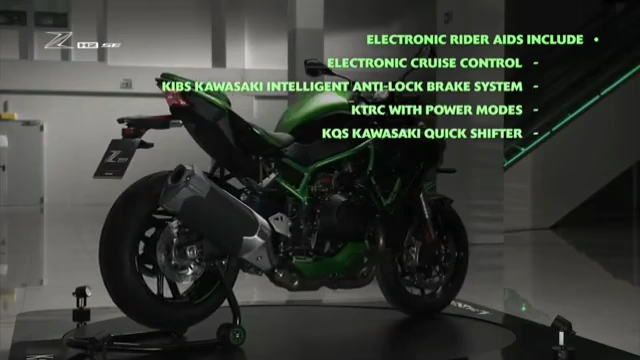 Z H2 SE
ELECTRONIC RIDER AIDS INCLUDE •
ELECTRONIC CRUISE CONTROL -
KIBS KAWASAKI INTELLIGENT ANTI-LOCK BRAKE SYSTEM -
KTRC WITH POWER MODES -
KQS KAWASAKI QUICK SHIFTER -
Z